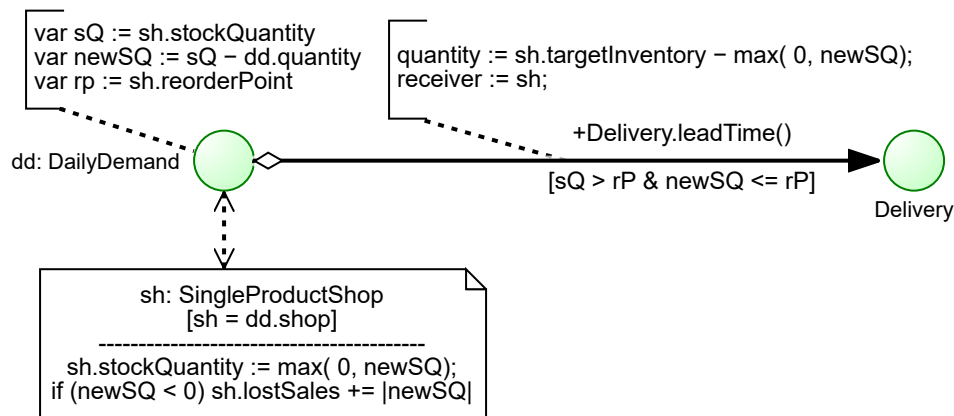 var sQ := sh.stockQuantity
var newSQ := sQ − dd.quantity
var rp := sh.reorderPoint
quantity := sh.targetInventory − max( 0, newSQ);
receiver := sh;
+Delivery.leadTime()
dd: DailyDemand
[sQ > rP & newSQ <= rP]
Delivery
sh: SingleProductShop
[sh = dd.shop]
-----------------------------------------
sh.stockQuantity := max( 0, newSQ);
if (newSQ < 0) sh.lostSales += |newSQ|